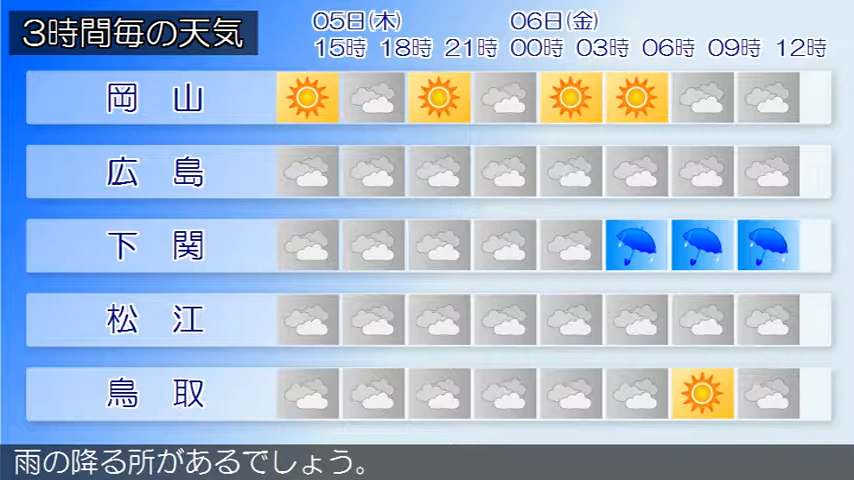 3時間毎の天気
05日(木) 06日(金)
15時 18時 21時 00時 03時 06時 09時 12時
岡 山
広 島
下 関
松 江
鳥 取
雨の降る所があるでしょう。